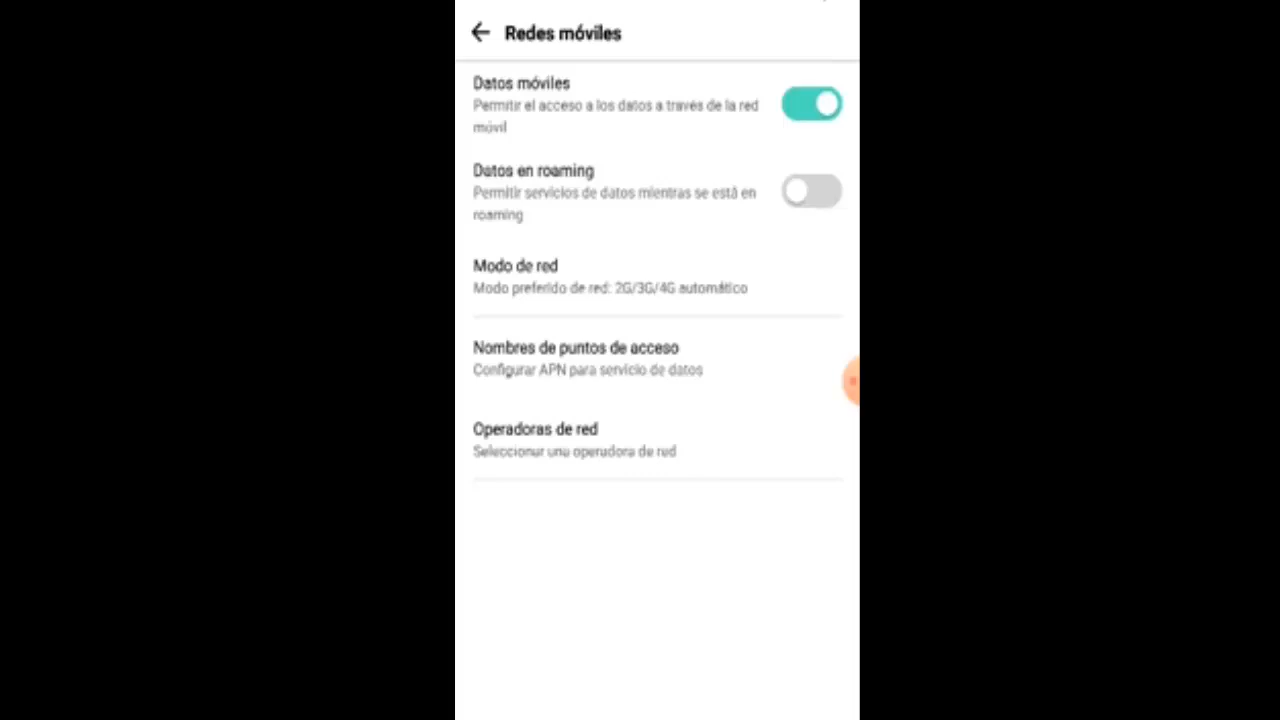 Redes móviles
Datos móviles
Permitir el acceso a los datos a través de la red
móvil
Datos en roaming
Permitir servicios de datos mientras se está en
roaming
Modo de red
Modo preferido de red: 2G/3G/4G automático
Nombres de puntos de acceso
Configurar APN para servicio de datos
Operadoras de red
Seleccionar una operadora de red